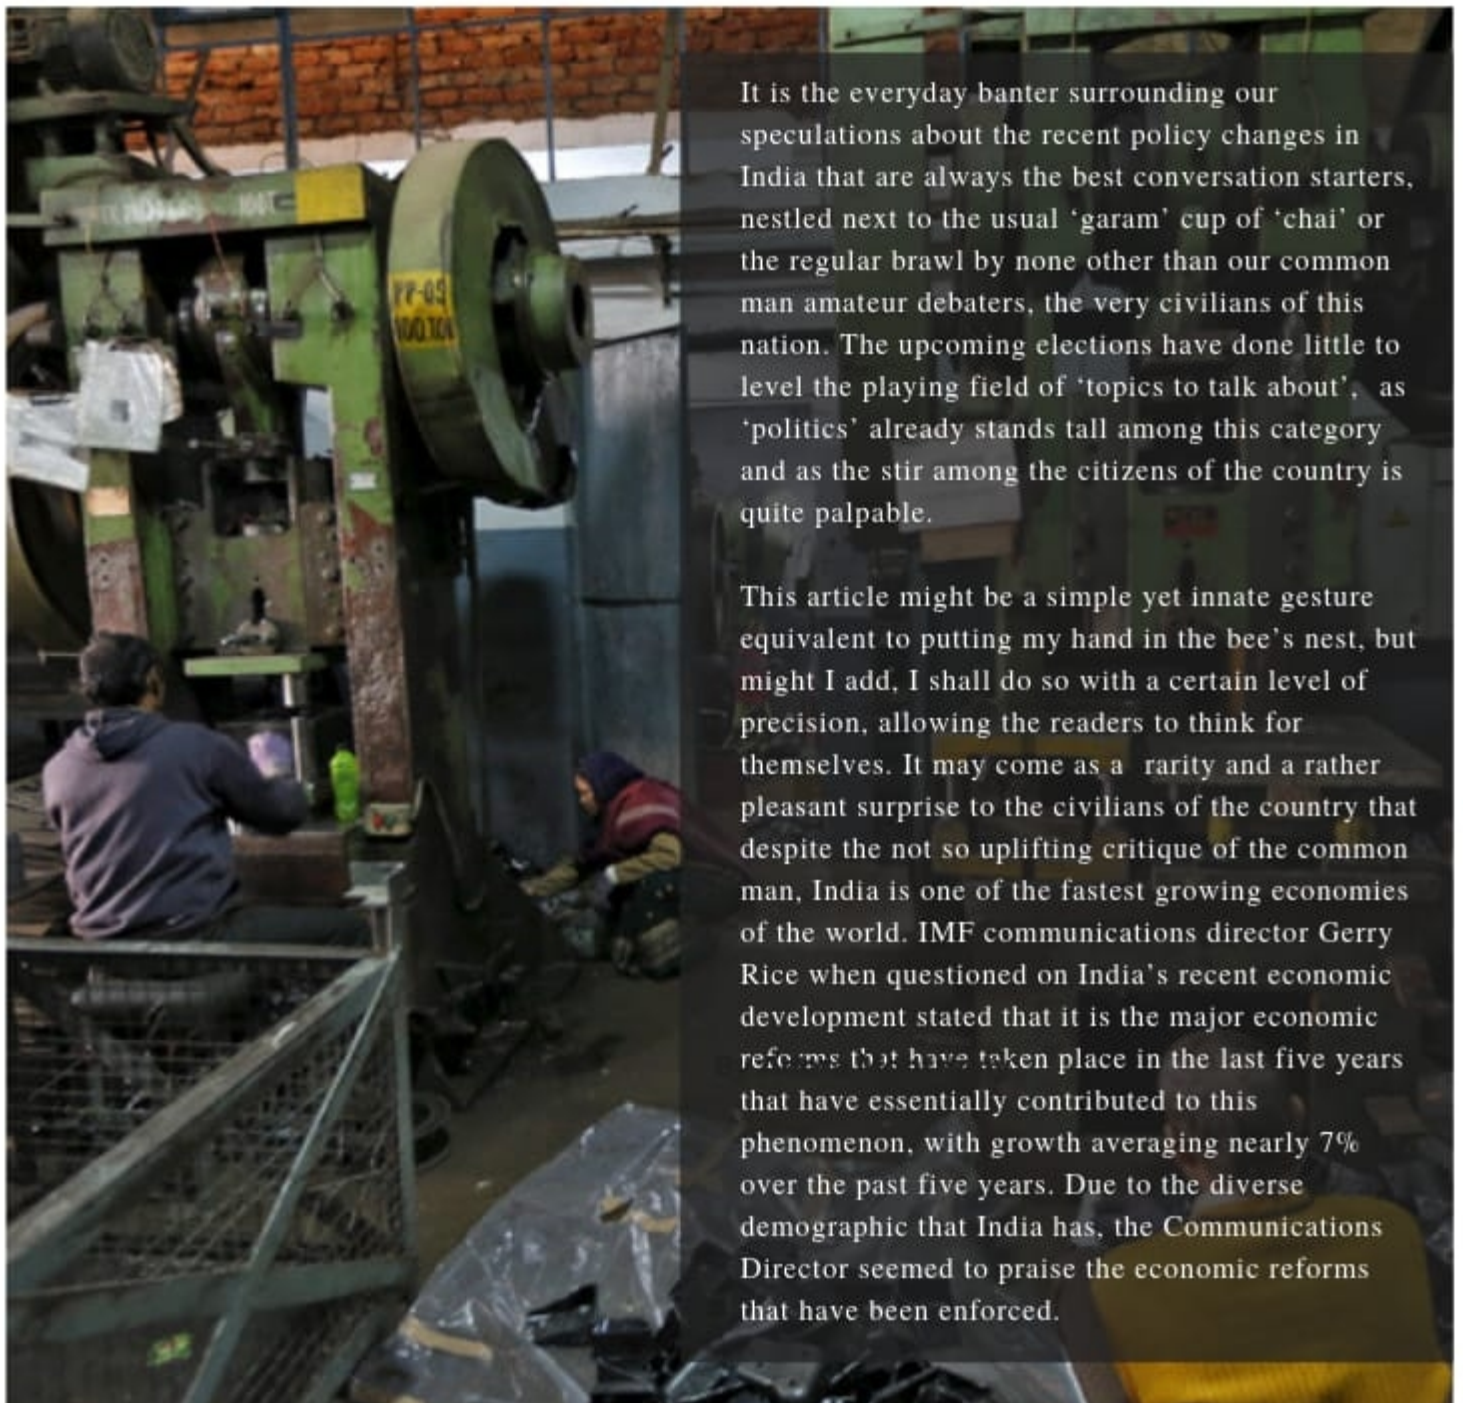 PP-09
100.TON
It is the everyday banter surrounding our
speculations about the recent policy changes in
India that are always the best conversation starters,
nestled next to the usual ‘garam’ cup of ‘chai’ or
the regular brawl by none other than our common
man amateur debaters, the very civilians of this
nation. The upcoming elections have done little to
level the playing field of ‘topics to talk about’, as
‘politics’ already stands tall among this category
and as the stir among the citizens of the country is
quite palpable.
This article might be a simple yet innate gesture
equivalent to putting my hand in the bee’s nest, but
might I add, I shall do so with a certain level of
precision, allowing the readers to think for
themselves. It may come as a rarity and a rather
pleasant surprise to the civilians of the country that
despite the not so uplifting critique of the common
man, India is one of the fastest growing economies
of the world. IMF communications director Gerry
Rice when questioned on India’s recent economic
development stated that it is the major economic
reforms that have taken place in the last five years
that have essentially contributed to this
phenomenon, with growth averaging nearly 7%
over the past five years. Due to the diverse
demographic that India has, the Communications
Director seemed to praise the economic reforms
that have been enforced.